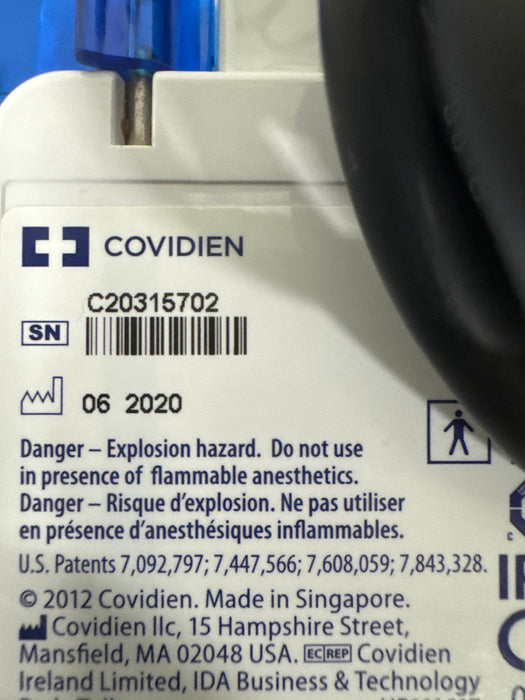 COVIDIEN
C20315702
SN
06 2020
Danger – Explosion hazard. Do not use
in presence of flammable anesthetics.
Danger – Risque d’explosion. Ne pas utiliser
en présence d’anesthésiques inflammables.
U.S. Patents 7,092,797; 7,447,566; 7,608,059; 7,843,328.
© 2012 Covidien. Made in Singapore.
Covidien llc, 15 Hampshire Street,
Mansfield, MA 02048 USA. EC REP Covidien
Ireland Limited, IDA Business & Technology